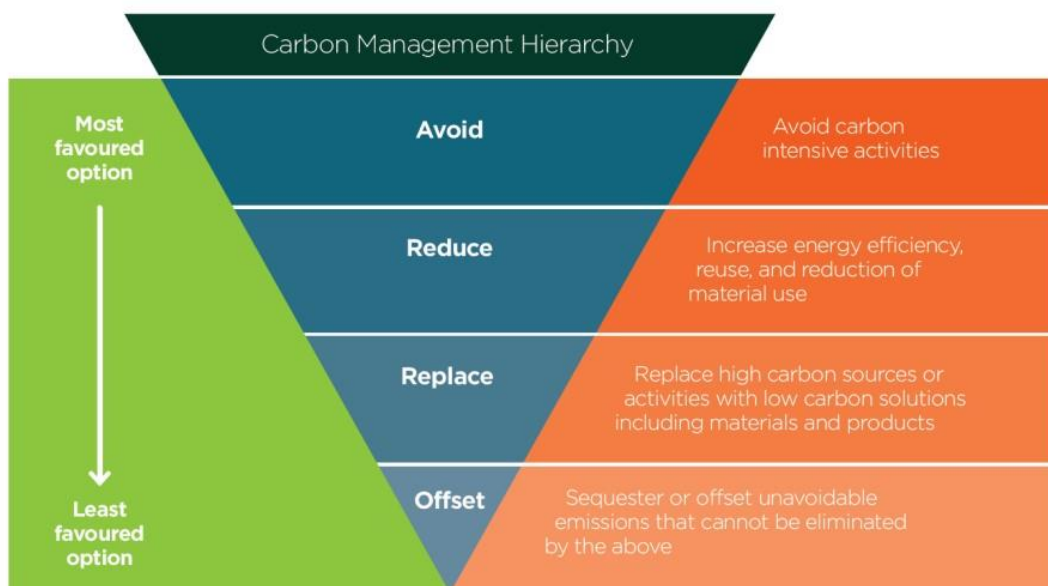 Carbon Management Hierarchy
Most
favoured
option
Avoid
Avoid carbon
intensive activities
Reduce
Increase energy efficiency,
reuse, and reduction of
material use
Replace
Replace high carbon sources or
activities with low carbon solutions
including materials and products
Least
favoured
option
Offset
Sequester or offset unavoidable
emissions that cannot be eliminated
by the above